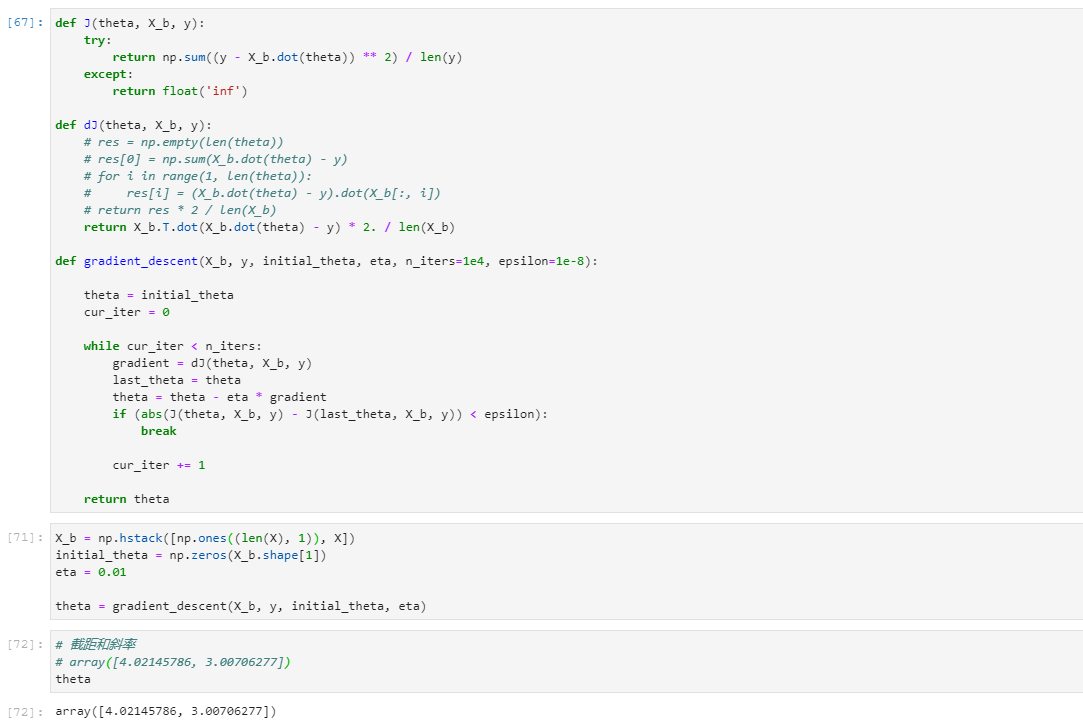 [67]: def J(theta, X_b, y):
    try:
        return np.sum((y - X_b.dot(theta)) ** 2) / len(y)
    except:
        return float('inf')

def dJ(theta, X_b, y):
    # res = np.empty(len(theta))
    # res[0] = np.sum(X_b.dot(theta) - y)
    # for i in range(1, len(theta)):
    #     res[i] = (X_b.dot(theta) - y).dot(X_b[:, i])
    # return res * 2 / len(X_b)
    return X_b.T.dot(X_b.dot(theta) - y) * 2. / len(X_b)

def gradient_descent(X_b, y, initial_theta, eta, n_iters=1e4, epsilon=1e-8):

    theta = initial_theta
    cur_iter = 0

    while cur_iter < n_iters:
        gradient = dJ(theta, X_b, y)
        last_theta = theta
        theta = theta - eta * gradient
        if (abs(J(theta, X_b, y) - J(last_theta, X_b, y)) < epsilon):
            break

        cur_iter += 1

    return theta
[71]: X_b = np.hstack([np.ones((len(X), 1)), X])
initial_theta = np.zeros(X_b.shape[1])
eta = 0.01

theta = gradient_descent(X_b, y, initial_theta, eta)
[72]: # 截距和斜率
# array([4.02145786, 3.00706277])
theta
[72]: array([4.02145786, 3.00706277])